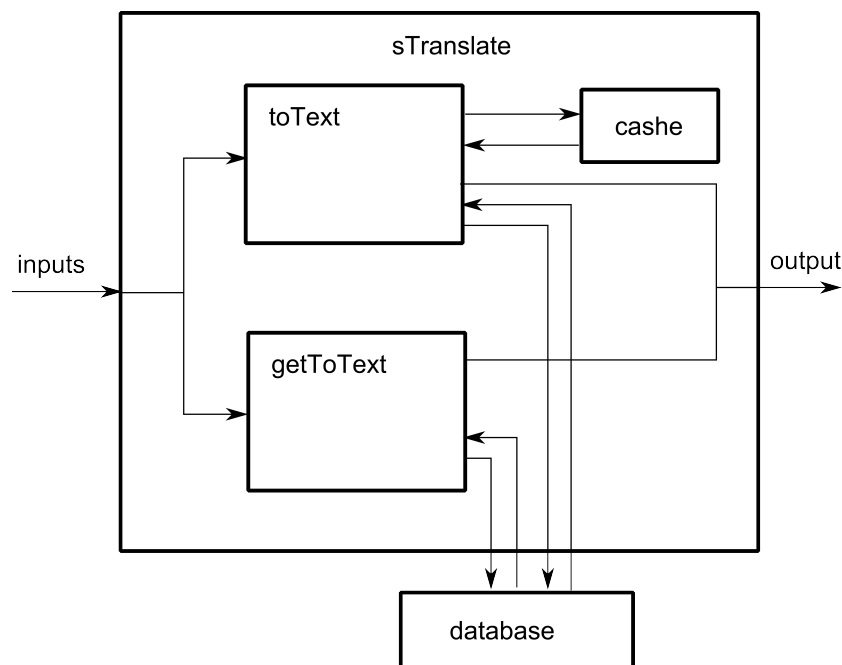 sTranslate
toText
cashe
inputs
output
getToText
database